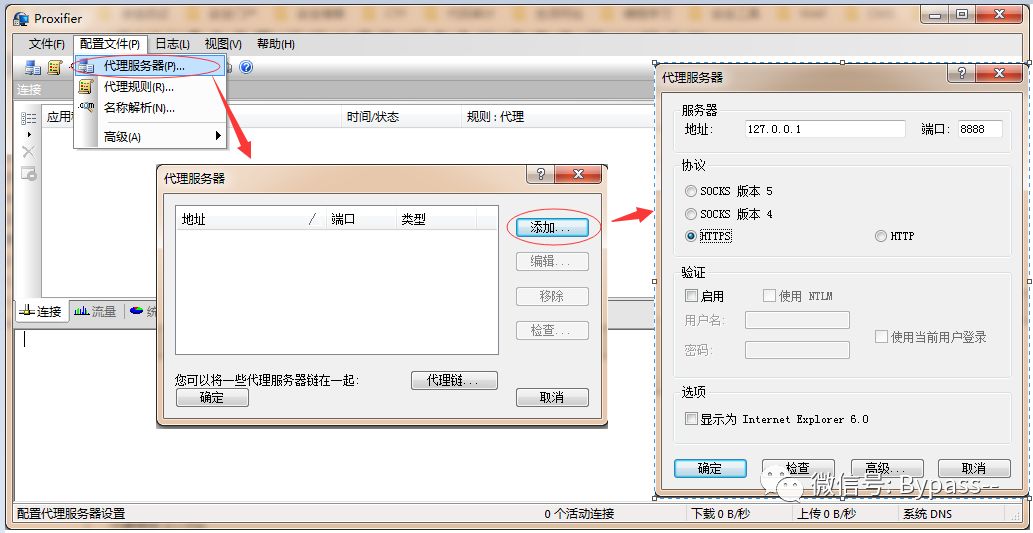 Proxifier
文件(F) 配置文件(P) 日志(L) 视图(V) 帮助(H)
代理服务器(P)...
代理规则(R)...
名称解析(N)...
高级(A)
连接
时间/状态 规则 : 代理
代理服务器
地址 / 端口 类型
添加...
编辑...
移除
检查...
您可以将一些代理服务器链在一起:
代理链...
确定 取消
连接 流量
代理服务器
服务器
地址: 127.0.0.1 端口: 8888
协议
SOCKS 版本 5
SOCKS 版本 4
HTTPS HTTP
验证
启用 使用 NTLM
用户名:
使用当前用户登录
密码:
选项
显示为 Internet Explorer 6.0
确定 检查 高级... 取消
微信号: Bypass--
配置代理服务器设置 0 个活动连接 下载 0 B/秒 上传 0 B/秒 系统 DNS